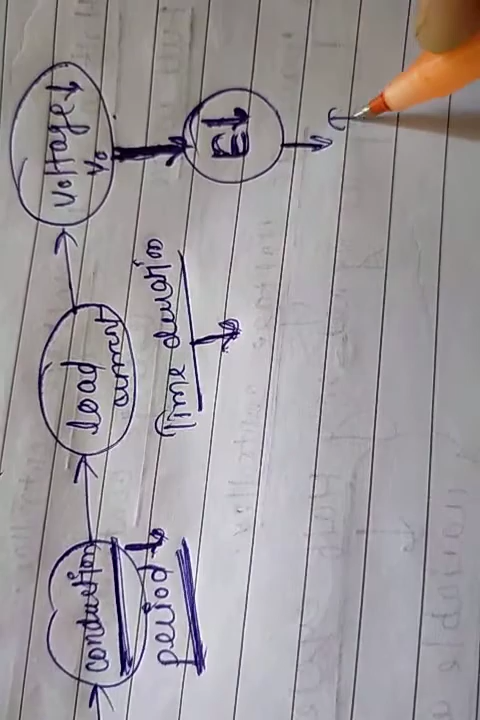 conduction
period
load
current
Time duration
Voltage ↓
V₀
E ↓